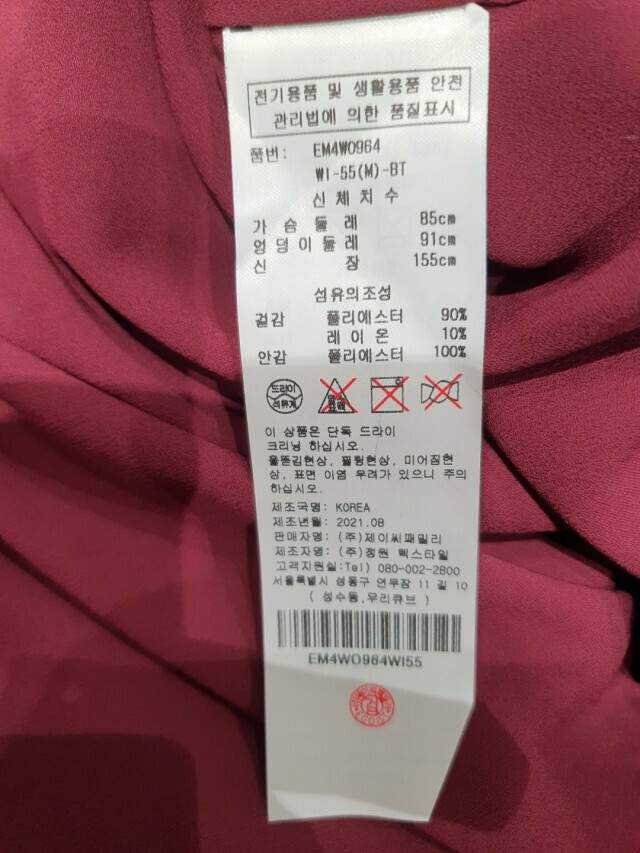 전기용품 및 생활용품 안전
관리법에 의한 품질표시
품번: EM4WO964
WI-55(M)-BT
신체치수
가슴둘레 85cm
엉덩이둘레 91cm
신장 155cm
섬유의조성
겉감 폴리에스터 90%
레이온 10%
안감 폴리에스터 100%
드라이
석유계
염소
표백
이 상품은 단독 드라이
크리닝 하십시오.
올뜯김현상, 필링현상, 미어짐현
상, 표면 이염 우려가 있으니 주의
하십시오.
제조국명: KOREA
제조년월: 2021.08
판매자명: (주)제이씨패밀리
제조자명: (주)정원 텍스타일
고객지원실:Tel) 080-002-2800
서울특별시 성동구 연무장 11 길 10
( 성수동,우리큐브 )
EM4WO964WI55